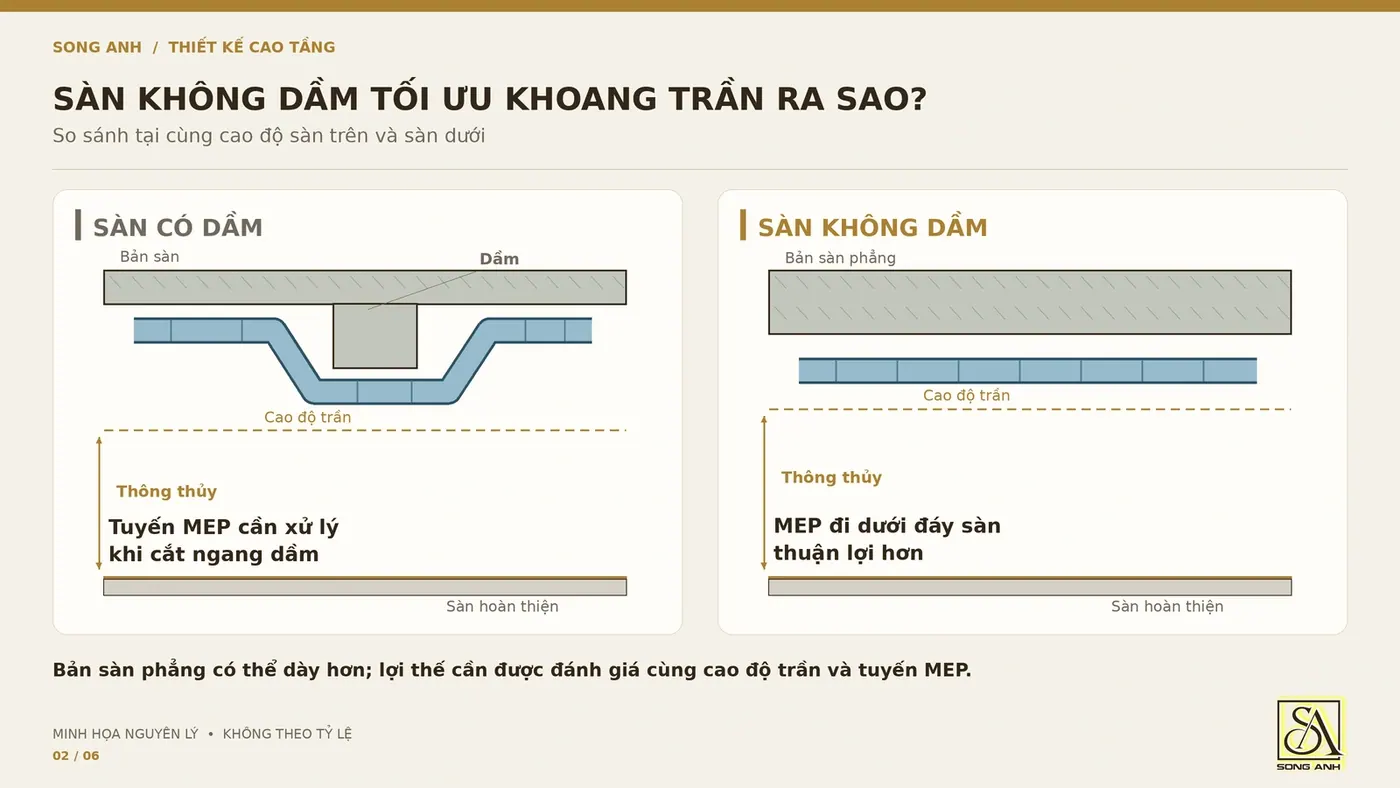 SONG ANH / THIẾT KẾ CAO TẦNG
SÀN KHÔNG DẦM TỐI ƯU KHOANG TRẦN RA SAO?
So sánh tại cùng cao độ sàn trên và sàn dưới
SÀN CÓ DẦM
Bản sàn
Dầm
Cao độ trần
Thông thủy
Tuyến MEP cần xử lý
khi cắt ngang dầm
Sàn hoàn thiện
SÀN KHÔNG DẦM
Bản sàn phẳng
Cao độ trần
Thông thủy
MEP đi dưới đáy sàn
thuận lợi hơn
Sàn hoàn thiện
Bản sàn phẳng có thể dày hơn; lợi thế cần được đánh giá cùng cao độ trần và tuyến MEP.
MINH HỌA NGUYÊN LÝ • KHÔNG THEO TỶ LỆ
02 / 06
SA
SONG ANH